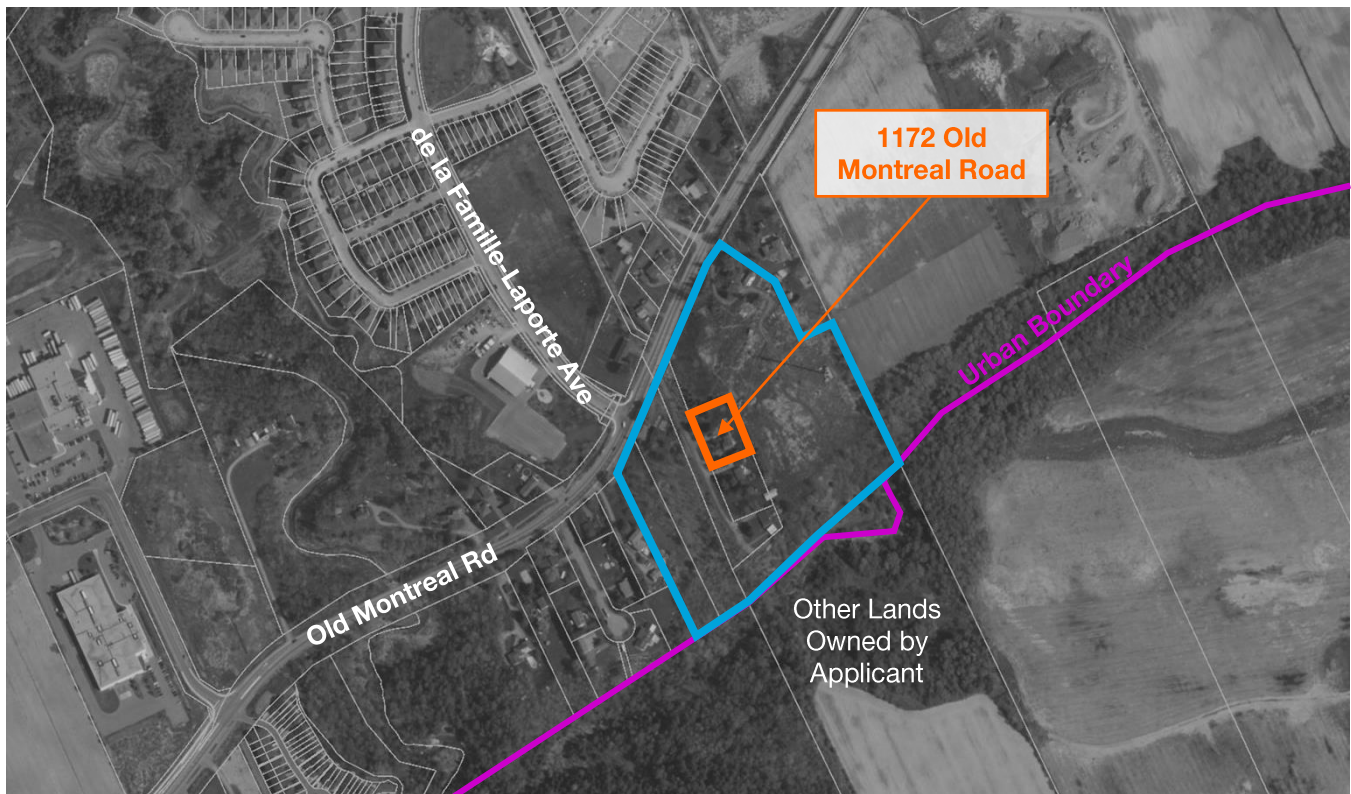 1172 Old
Montreal Road
de la Famille-Laporte Ave
Urban Boundary
Old Montreal Rd
Other Lands
Owned by
Applicant